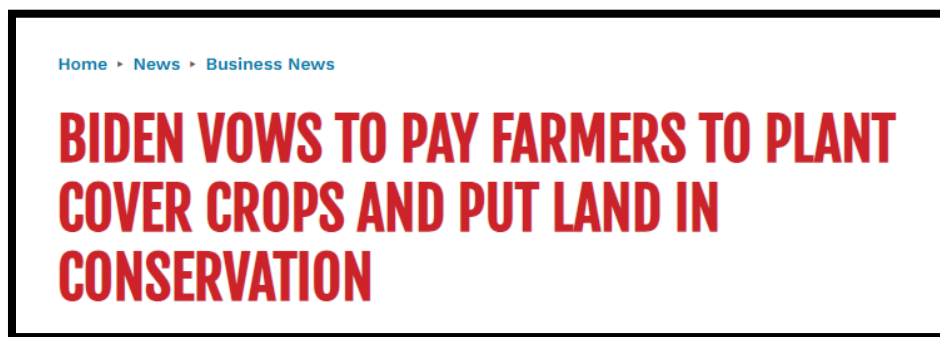 Home ▸ News ▸ Business News
BIDEN VOWS TO PAY FARMERS TO PLANT
COVER CROPS AND PUT LAND IN
CONSERVATION